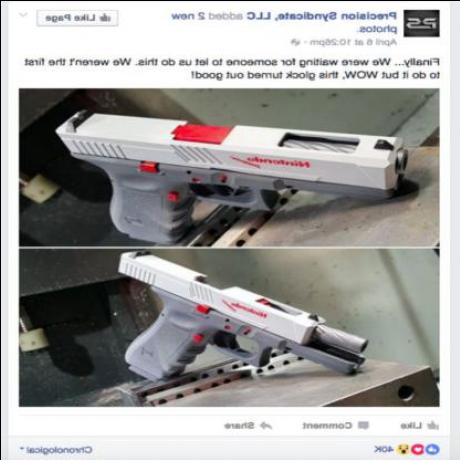 Precision Syndicate, LLC added 2 new
photos.
April 6 at 10:26pm ·
Like Page
PS
Finally... We were waiting for someone to let us do this. We weren't the first
to do it but WOW, this glock turned out good!
Nintendo
Nintendo
Like Comment Share
40K Chronological